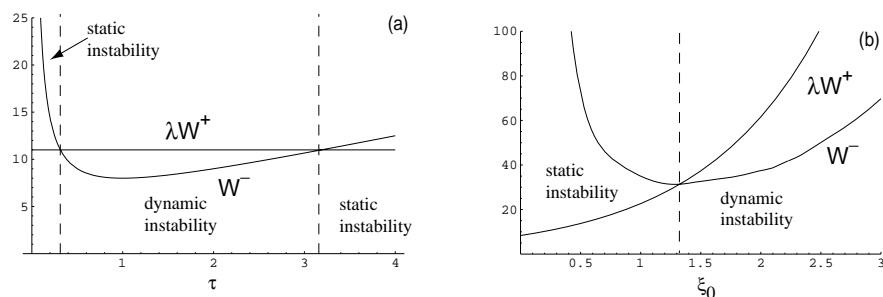 (a)
25
20
15
10
5
static
instability
λW⁺
W⁻
dynamic
instability
static
instability
1
2
3
4
τ
(b)
100
80
60
40
20
λW⁺
W⁻
static
instability
dynamic
instability
0.5
1
1.5
2
2.5
3
ξ₀